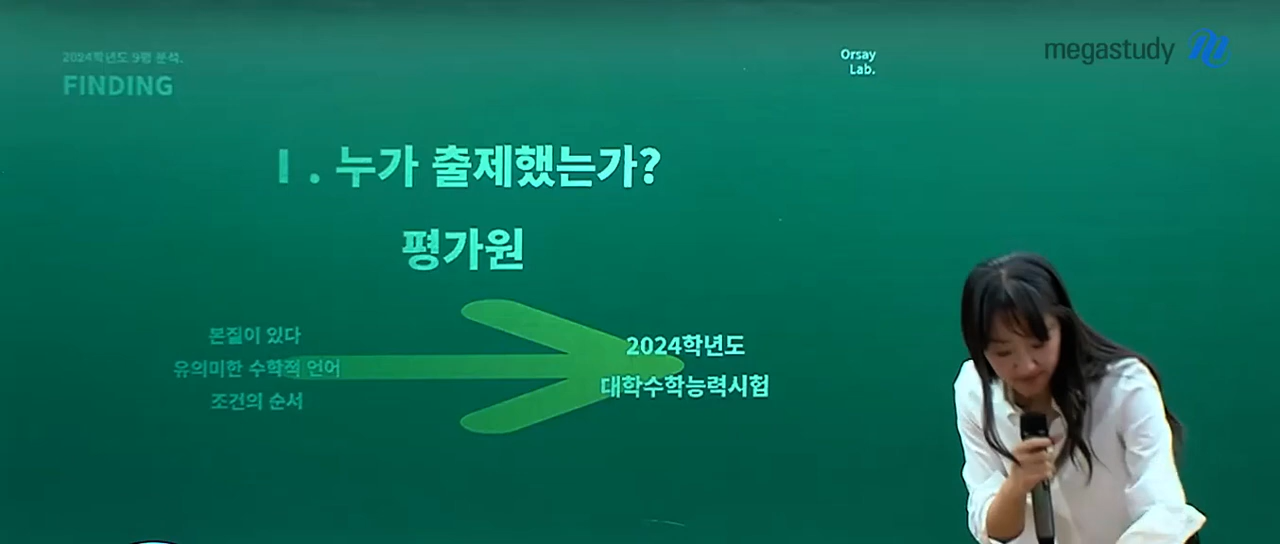 2024학년도 9평 분석.
FINDING
Orsay
Lab.
megastudy
Ⅰ. 누가 출제했는가?
평가원
본질이 있다
유의미한 수학적 언어
조건의 순서
2024학년도
대학수학능력시험